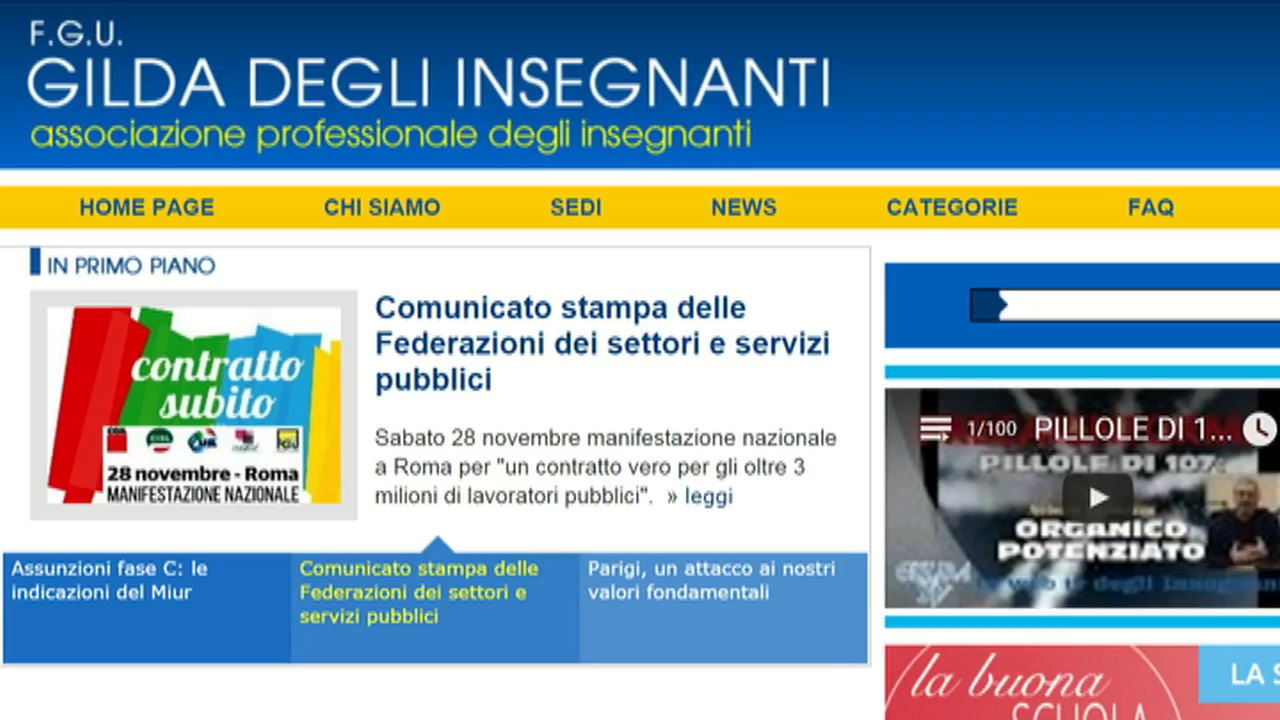 F.G.U.
GILDA DEGLI INSEGNANTI
associazione professionale degli insegnanti
HOME PAGE CHI SIAMO SEDI NEWS CATEGORIE FAQ
IN PRIMO PIANO
contratto
subito
28 novembre - Roma
MANIFESTAZIONE NAZIONALE
Comunicato stampa delle
Federazioni dei settori e servizi
pubblici
Sabato 28 novembre manifestazione nazionale
a Roma per "un contratto vero per gli oltre 3
milioni di lavoratori pubblici". » leggi
Assunzioni fase C: le
indicazioni del Miur
Comunicato stampa delle
Federazioni dei settori e
servizi pubblici
Parigi, un attacco ai nostri
valori fondamentali
1/100 PILLOLE DI 1...
PILLOLE DI 107:
ORGANICO
POTENZIATO
la buona
SCUOLA
LA S